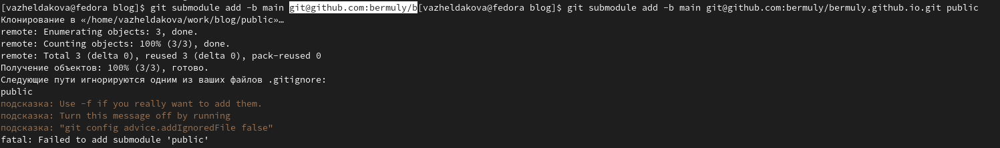 [vazheldakova@fedora blog]$ git submodule add -b main git@github.com:bermuly/b[vazheldakova@fedora blog]$ git submodule add -b main git@github.com:bermuly/bermuly.github.io.git public
Клонирование в «/home/vazheldakova/work/blog/public»…
remote: Enumerating objects: 3, done.
remote: Counting objects: 100% (3/3), done.
remote: Total 3 (delta 0), reused 3 (delta 0), pack-reused 0
Получение объектов: 100% (3/3), готово.
Следующие пути игнорируются одним из ваших файлов .gitignore:
public
подсказка: Use -f if you really want to add them.
подсказка: Turn this message off by running
подсказка: "git config advice.addIgnoredFile false"
fatal: Failed to add submodule 'public'